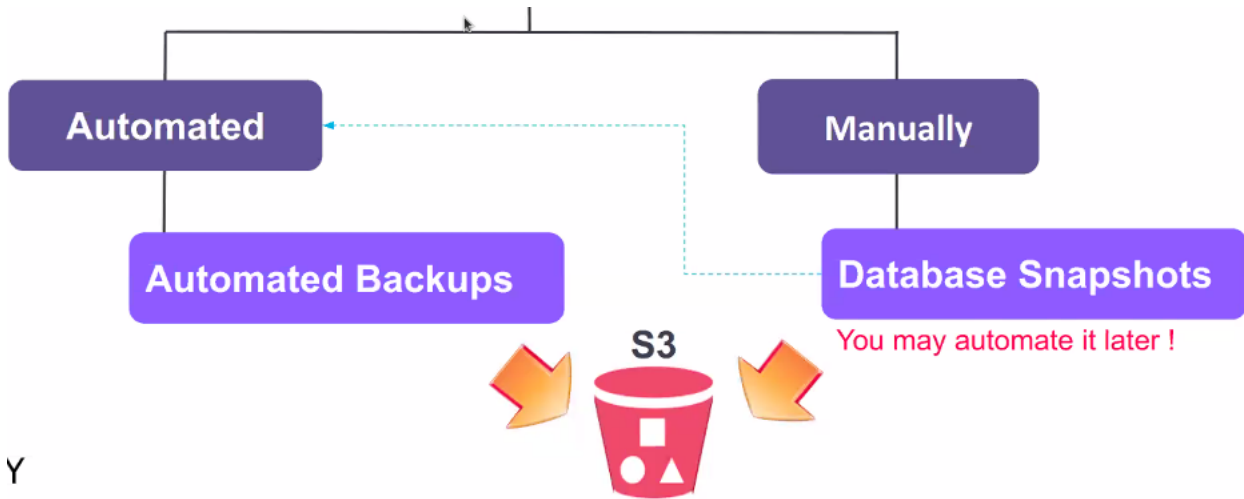 Automated
Manually
Automated Backups
Database Snapshots
You may automate it later !
S3
Y